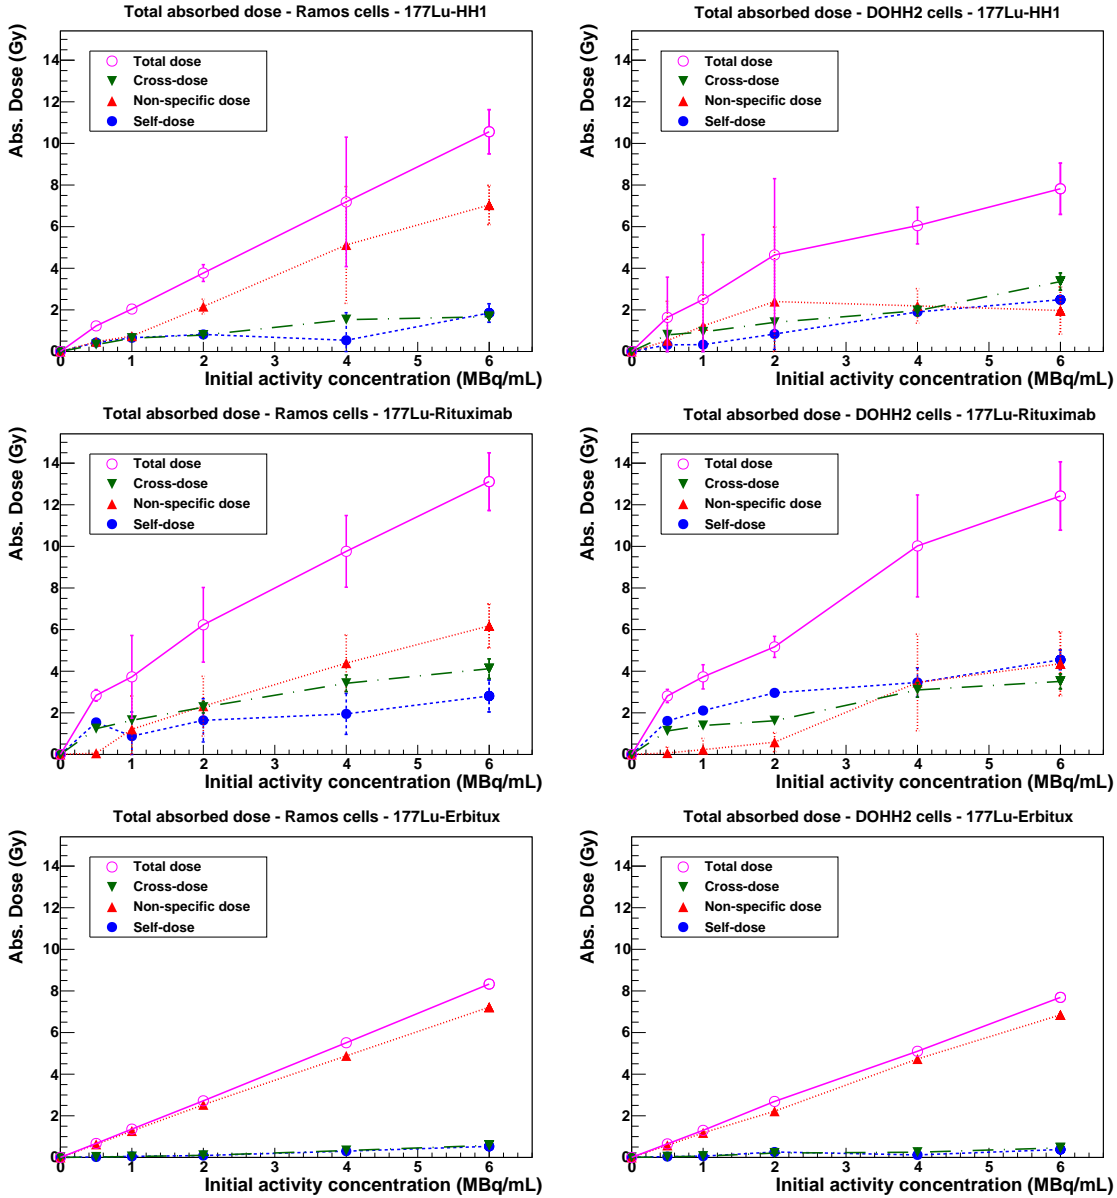 Total absorbed dose - Ramos cells - 177Lu-HH1
Abs. Dose (Gy)
14
12
10
8
6
4
2
0
Total dose
Cross-dose
Non-specific dose
Self-dose
0 1 2 3 4 5 6
Initial activity concentration (MBq/mL)
Total absorbed dose - DOHH2 cells - 177Lu-HH1
Abs. Dose (Gy)
14
12
10
8
6
4
2
0
Total dose
Cross-dose
Non-specific dose
Self-dose
0 1 2 3 4 5 6
Initial activity concentration (MBq/mL)
Total absorbed dose - Ramos cells - 177Lu-Rituximab
Abs. Dose (Gy)
14
12
10
8
6
4
2
0
Total dose
Cross-dose
Non-specific dose
Self-dose
0 1 2 3 4 5 6
Initial activity concentration (MBq/mL)
Total absorbed dose - DOHH2 cells - 177Lu-Rituximab
Abs. Dose (Gy)
14
12
10
8
6
4
2
0
Total dose
Cross-dose
Non-specific dose
Self-dose
0 1 2 3 4 5 6
Initial activity concentration (MBq/mL)
Total absorbed dose - Ramos cells - 177Lu-Erbitux
Abs. Dose (Gy)
14
12
10
8
6
4
2
0
Total dose
Cross-dose
Non-specific dose
Self-dose
0 1 2 3 4 5 6
Initial activity concentration (MBq/mL)
Total absorbed dose - DOHH2 cells - 177Lu-Erbitux
Abs. Dose (Gy)
14
12
10
8
6
4
2
0
Total dose
Cross-dose
Non-specific dose
Self-dose
0 1 2 3 4 5 6
Initial activity concentration (MBq/mL)